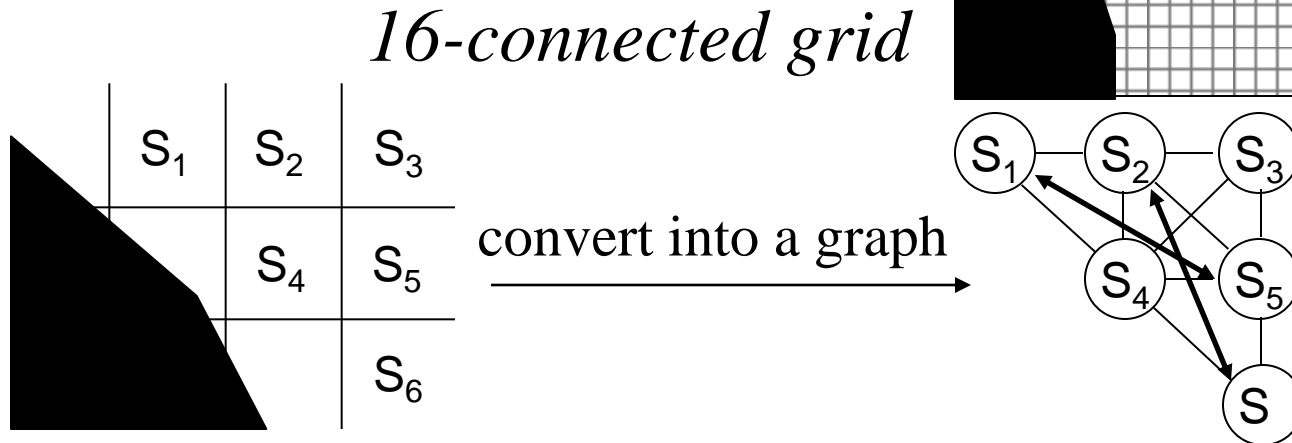 16-connected grid
S₁ S₂ S₃
S₄ S₅
S₆
convert into a graph
S₁ S₂ S₃
S₄ S₅
S